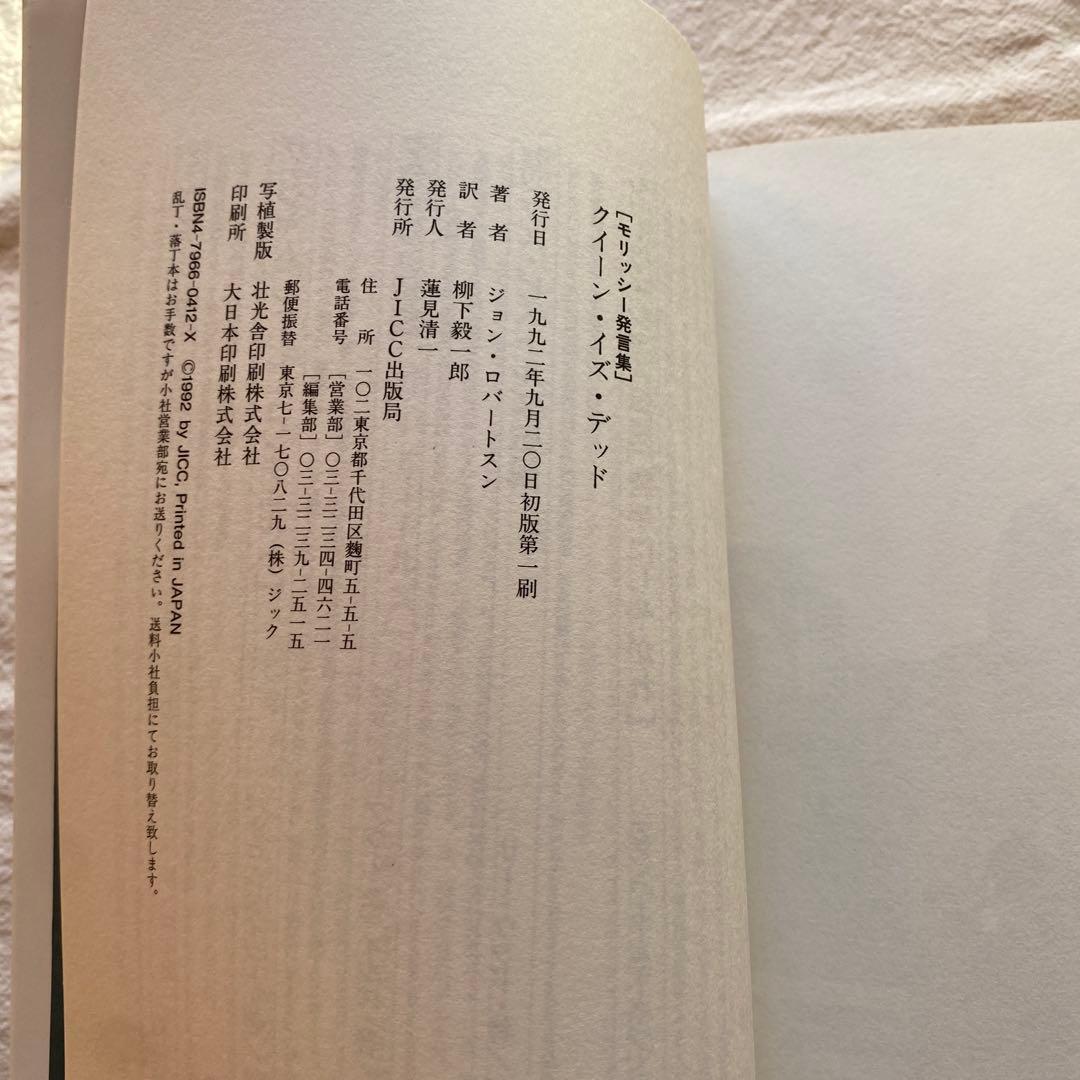 [モリッシー発言集]
クイーン・イズ・デッド
発行日 一九九二年九月二〇日初版第一刷
著者 ジョン・ロバートスン
訳者 柳下毅一郎
発行人 蓮見清一
発行所 JICC出版局
住所 一〇二東京都千代田区麴町五-五-五
電話番号 [営業部]〇三-三二三四-四六二一
[編集部]〇三-三二三九-二五一五
郵便振替 東京七-一七〇八二九(株)ジック
写植製版 壮光舎印刷株式会社
印刷所 大日本印刷株式会社
ISBN4-7966-0412-X ©1992 by JICC, Printed in JAPAN
乱丁・落丁本はお手数ですが小社営業部宛にお送りください。送料小社負担にてお取り替え致します。